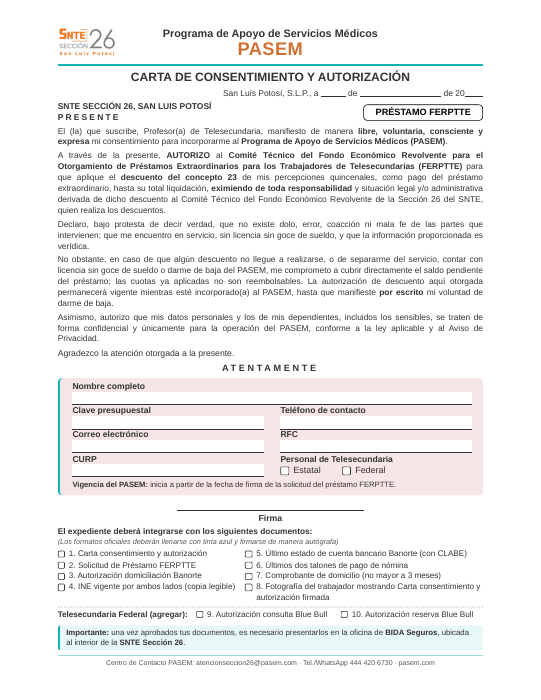 SNTE 26
SECCIÓN
San Luis Potosí
Programa de Apoyo de Servicios Médicos
PASEM
CARTA DE CONSENTIMIENTO Y AUTORIZACIÓN
San Luis Potosí, S.L.P., a _____ de _________________ de 20____
SNTE SECCIÓN 26, SAN LUIS POTOSÍ
P R E S E N T E
PRÉSTAMO FERPTTE
El (la) que suscribe, Profesor(a) de Telesecundaria, manifiesto de manera libre, voluntaria, consciente y
expresa mi consentimiento para incorporarme al Programa de Apoyo de Servicios Médicos (PASEM).
A través de la presente, AUTORIZO al Comité Técnico del Fondo Económico Revolvente para el
Otorgamiento de Préstamos Extraordinarios para los Trabajadores de Telesecundarias (FERPTTE) para
que aplique el descuento del concepto 23 de mis percepciones quincenales, como pago del préstamo
extraordinario, hasta su total liquidación, eximiendo de toda responsabilidad y situación legal y/o administrativa
derivada de dicho descuento al Comité Técnico del Fondo Económico Revolvente de la Sección 26 del SNTE,
quien realiza los descuentos.
Declaro, bajo protesta de decir verdad, que no existe dolo, error, coacción ni mala fe de las partes que
intervienen; que me encuentro en servicio, sin licencia sin goce de sueldo, y que la información proporcionada es
verídica.
No obstante, en caso de que algún descuento no llegue a realizarse, o de separarme del servicio, contar con
licencia sin goce de sueldo o darme de baja del PASEM, me comprometo a cubrir directamente el saldo pendiente
del préstamo; las cuotas ya aplicadas no son reembolsables. La autorización de descuento aquí otorgada
permanecerá vigente mientras esté incorporado(a) al PASEM, hasta que manifieste por escrito mi voluntad de
darme de baja.
Asimismo, autorizo que mis datos personales y los de mis dependientes, incluidos los sensibles, se traten de
forma confidencial y únicamente para la operación del PASEM, conforme a la ley aplicable y al Aviso de
Privacidad.
Agradezco la atención otorgada a la presente.
A T E N T A M E N T E
Nombre completo
Clave presupuestal Teléfono de contacto
Correo electrónico RFC
CURP Personal de Telesecundaria
Estatal Federal
Vigencia del PASEM: inicia a partir de la fecha de firma de la solicitud del préstamo FERPTTE.
Firma
El expediente deberá integrarse con los siguientes documentos:
(Los formatos oficiales deberán llenarse con tinta azul y firmarse de manera autógrafa)
1. Carta consentimiento y autorización
2. Solicitud de Préstamo FERPTTE
3. Autorización domiciliación Banorte
4. INE vigente por ambos lados (copia legible)
5. Último estado de cuenta bancario Banorte (con CLABE)
6. Últimos dos talones de pago de nómina
7. Comprobante de domicilio (no mayor a 3 meses)
8. Fotografía del trabajador mostrando Carta consentimiento y
autorización firmada
Telesecundaria Federal (agregar): 9. Autorización consulta Blue Bull 10. Autorización reserva Blue Bull
Importante: una vez aprobados tus documentos, es necesario presentarlos en la oficina de BIDA Seguros, ubicada
al interior de la SNTE Sección 26.
Centro de Contacto PASEM: atencionseccion26@pasem.com · Tel./WhatsApp 444 420 6730 · pasem.com